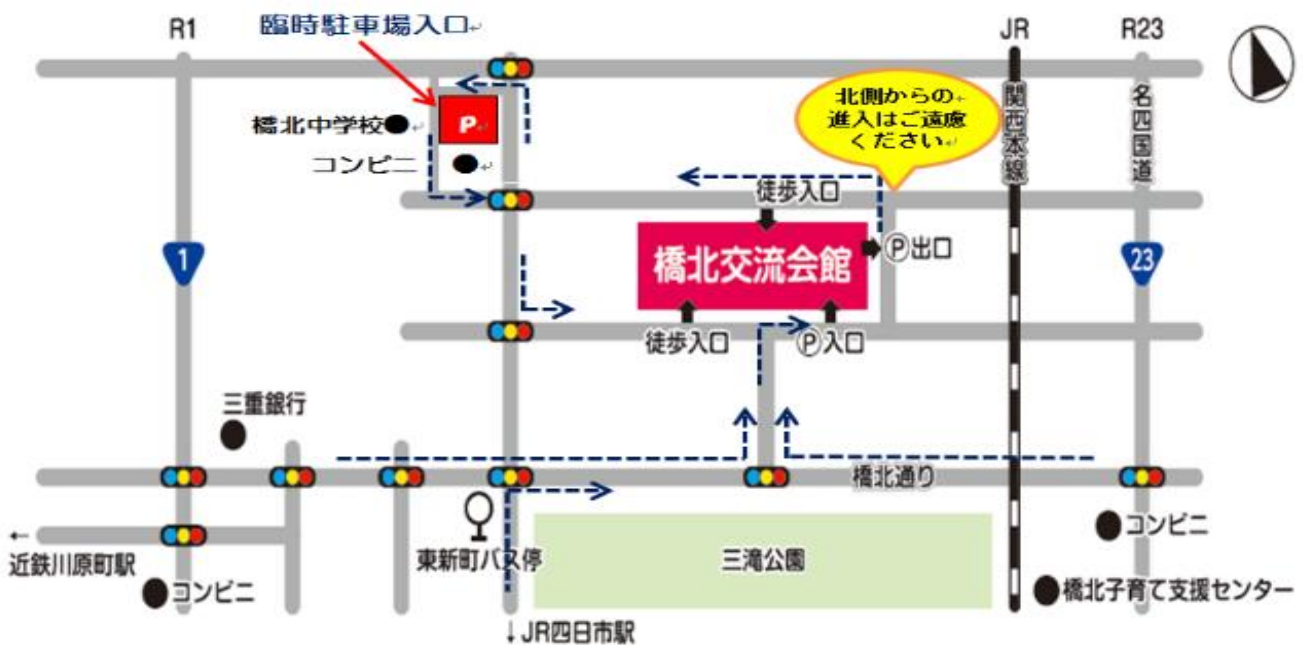 R1
臨時駐車場入口
JR
R23
北側からの
進入はご遠慮
ください
関西本線
名四国道
橋北中学校
P
コンビニ
徒歩入口
1
橋北交流会館
P出口
23
徒歩入口
P入口
三重銀行
橋北通り
コンビニ
←
近鉄川原町駅
東新町バス停
三滝公園
コンビニ
橋北子育て支援センター
↓JR四日市駅